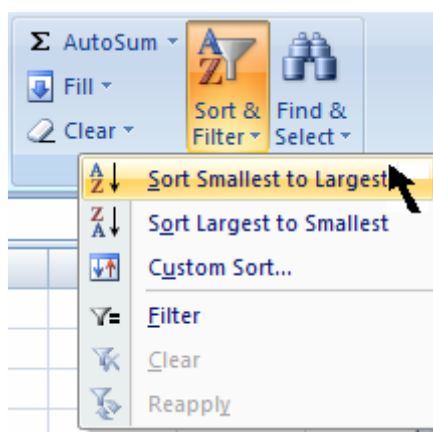 Σ AutoSum
Fill
Clear
Sort &
Filter
Find &
Select
Sort Smallest to Largest
Sort Largest to Smallest
Custom Sort...
Filter
Clear
Reapply